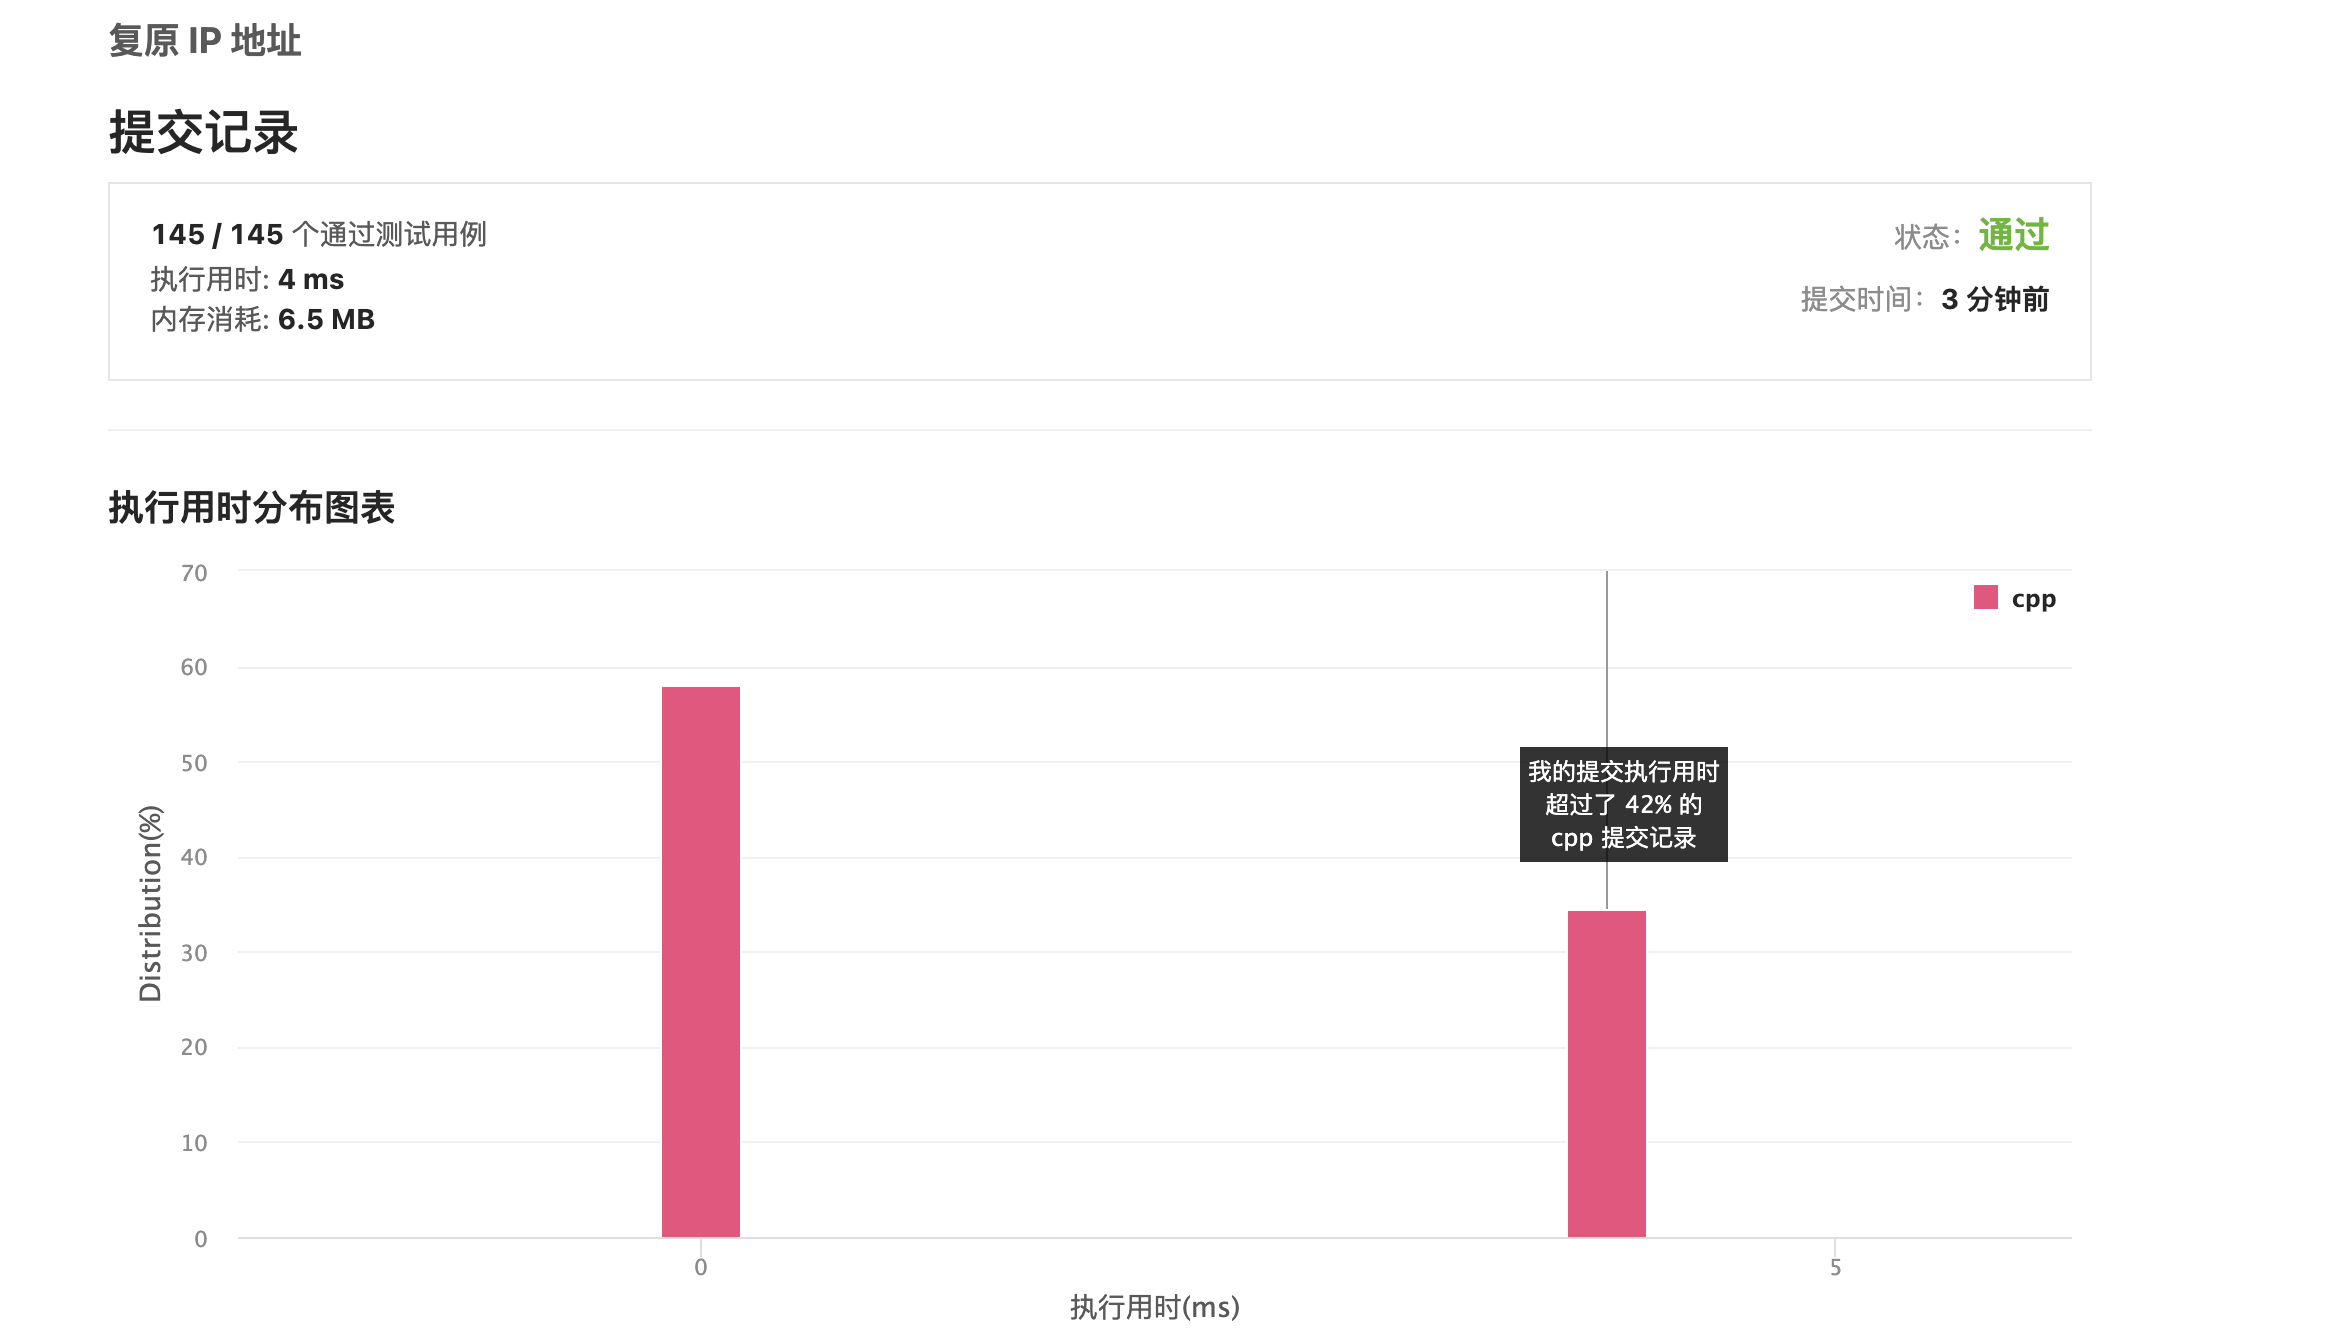 复原 IP 地址
提交记录
145 / 145 个通过测试用例
状态：通过
执行用时: 4 ms
提交时间：3 分钟前
内存消耗: 6.5 MB
执行用时分布图表
70
cpp
60
50
我的提交执行用时
超过了 42% 的
cpp 提交记录
Distribution(%)
40
30
20
10
0
0
5
执行用时(ms)